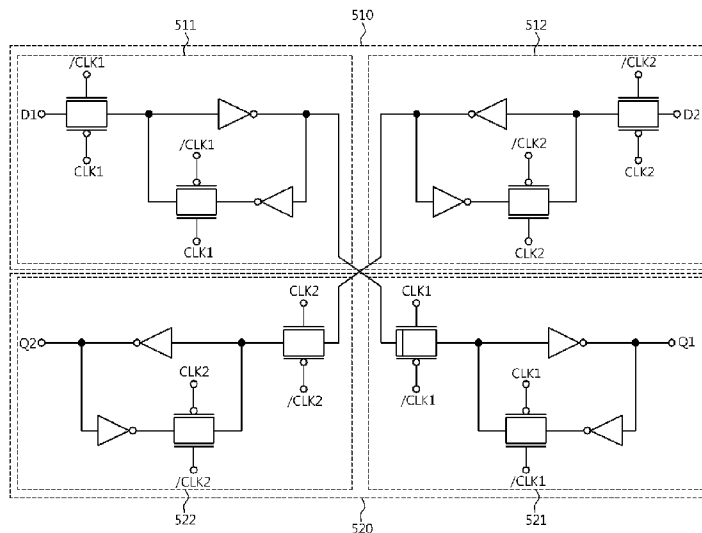 510
511
512
/CLK1
/CLK2
D1
D2
CLK1
/CLK1
/CLK2
CLK2
CLK1
CLK2
CLK2
CLK1
Q2
Q1
CLK2
/CLK2
/CLK1
CLK1
/CLK2
/CLK1
522
520
521